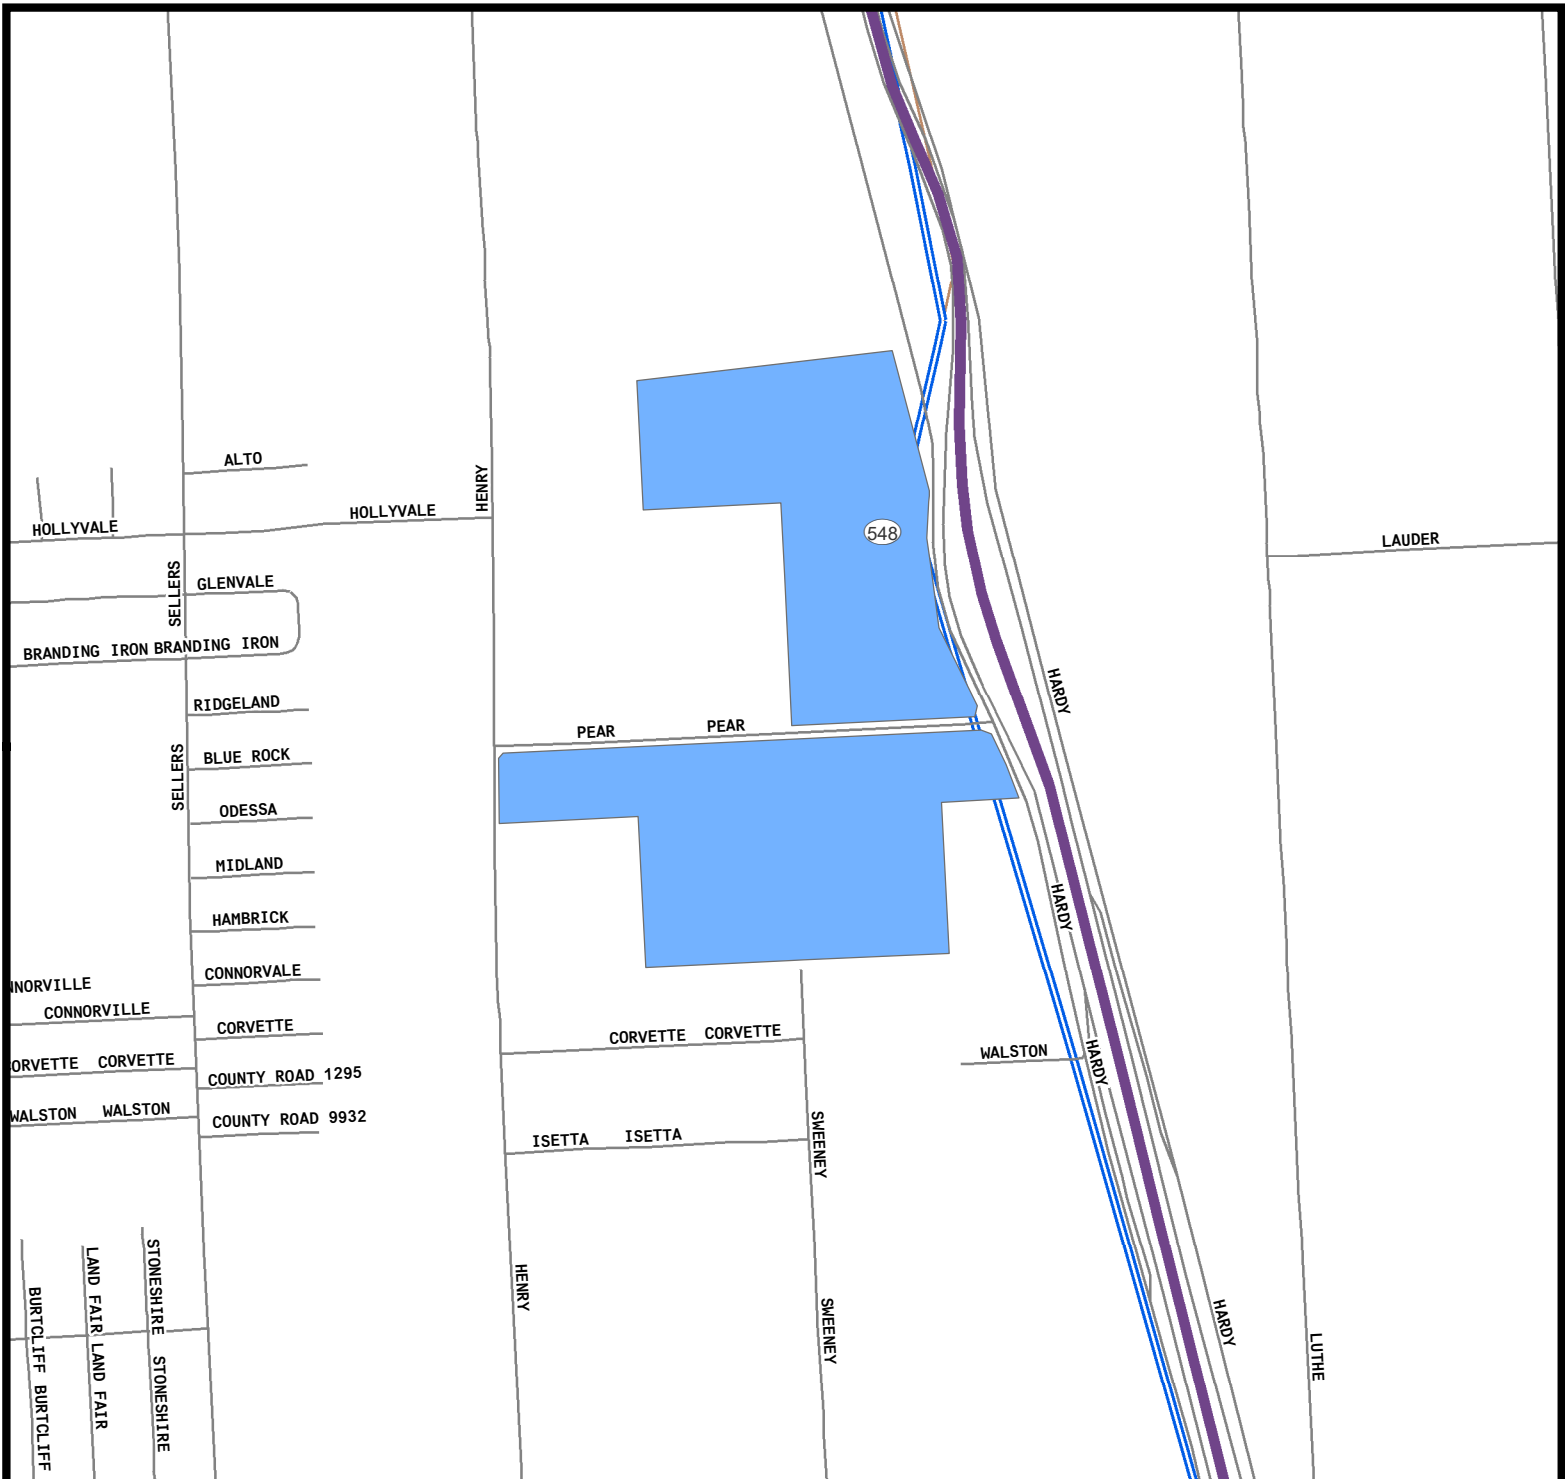 ALTO
HENRY
HOLLYVALE
HOLLYVALE
548
LAUDER
SELLERS
GLENVALE
BRANDING IRON BRANDING IRON
HARDY
RIDGELAND
PEAR PEAR
SELLERS
BLUE ROCK
ODESSA
MIDLAND
HARDY
HAMBRICK
CONNORVALE
NNORVILLE
CONNORVILLE
CORVETTE
CORVETTE CORVETTE
HARDY
WALSTON
ORVETTE CORVETTE
COUNTY ROAD 1295
WALSTON WALSTON
COUNTY ROAD 9932
ISETTA ISETTA
SWEENEY
STONESHIRE
LAND FAIR
HENRY
BURTCLIFF
SWEENEY
HARDY
LUTHE
LAND FAIR
STONESHIRE
BURTCLIFF